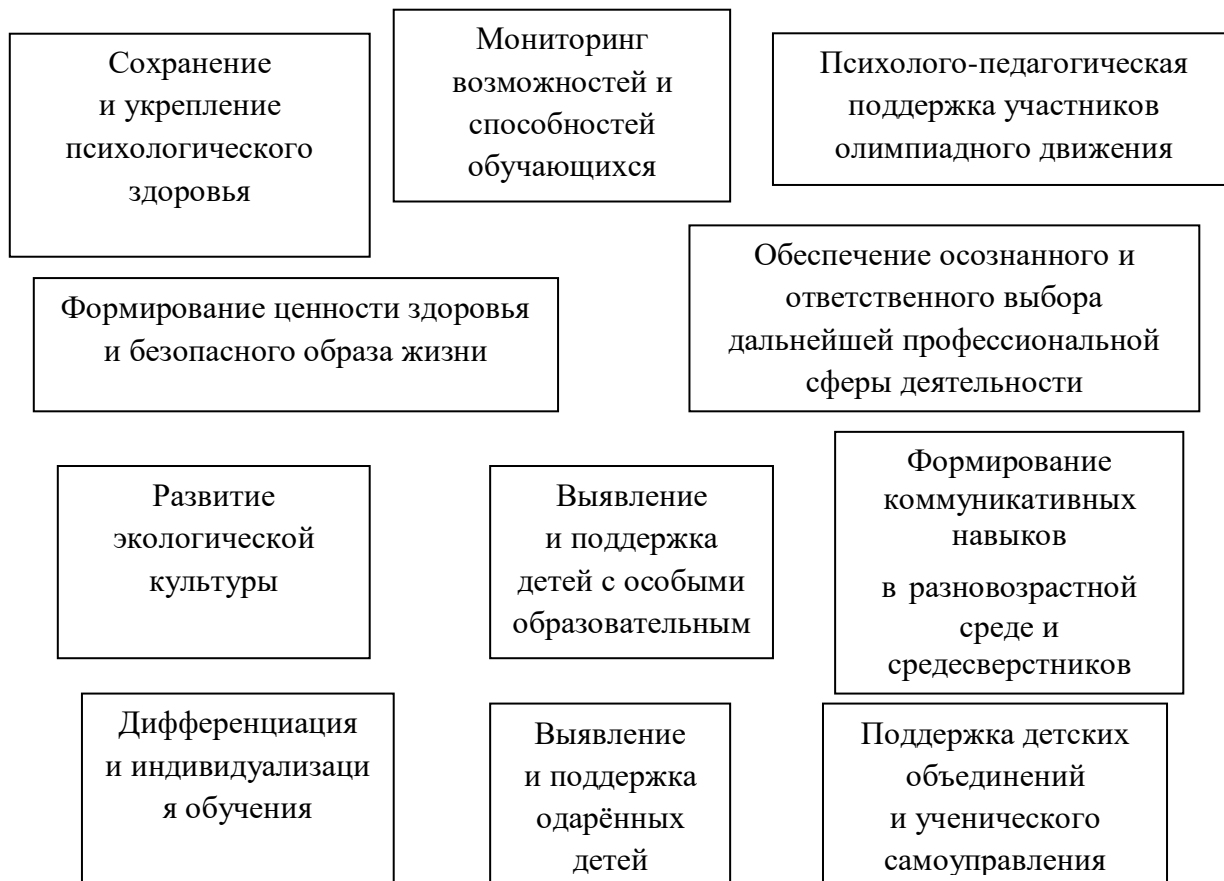 Сохранение
и укрепление
психологического
здоровья
Мониторинг
возможностей и
способностей
обучающихся
Психолого-педагогическая
поддержка участников
олимпиадного движения
Формирование ценности здоровья
и безопасного образа жизни
Обеспечение осознанного и
ответственного выбора
дальнейшей профессиональной
сферы деятельности
Развитие
экологической
культуры
Выявление
и поддержка
детей с особыми
образовательным
Формирование
коммуникативных
навыков
в разновозрастной
среде и
средесверстников
Дифференциация
и индивидуализаци
я обучения
Выявление
и поддержка
одарённых
детей
Поддержка детских
объединений
и ученического
самоуправления